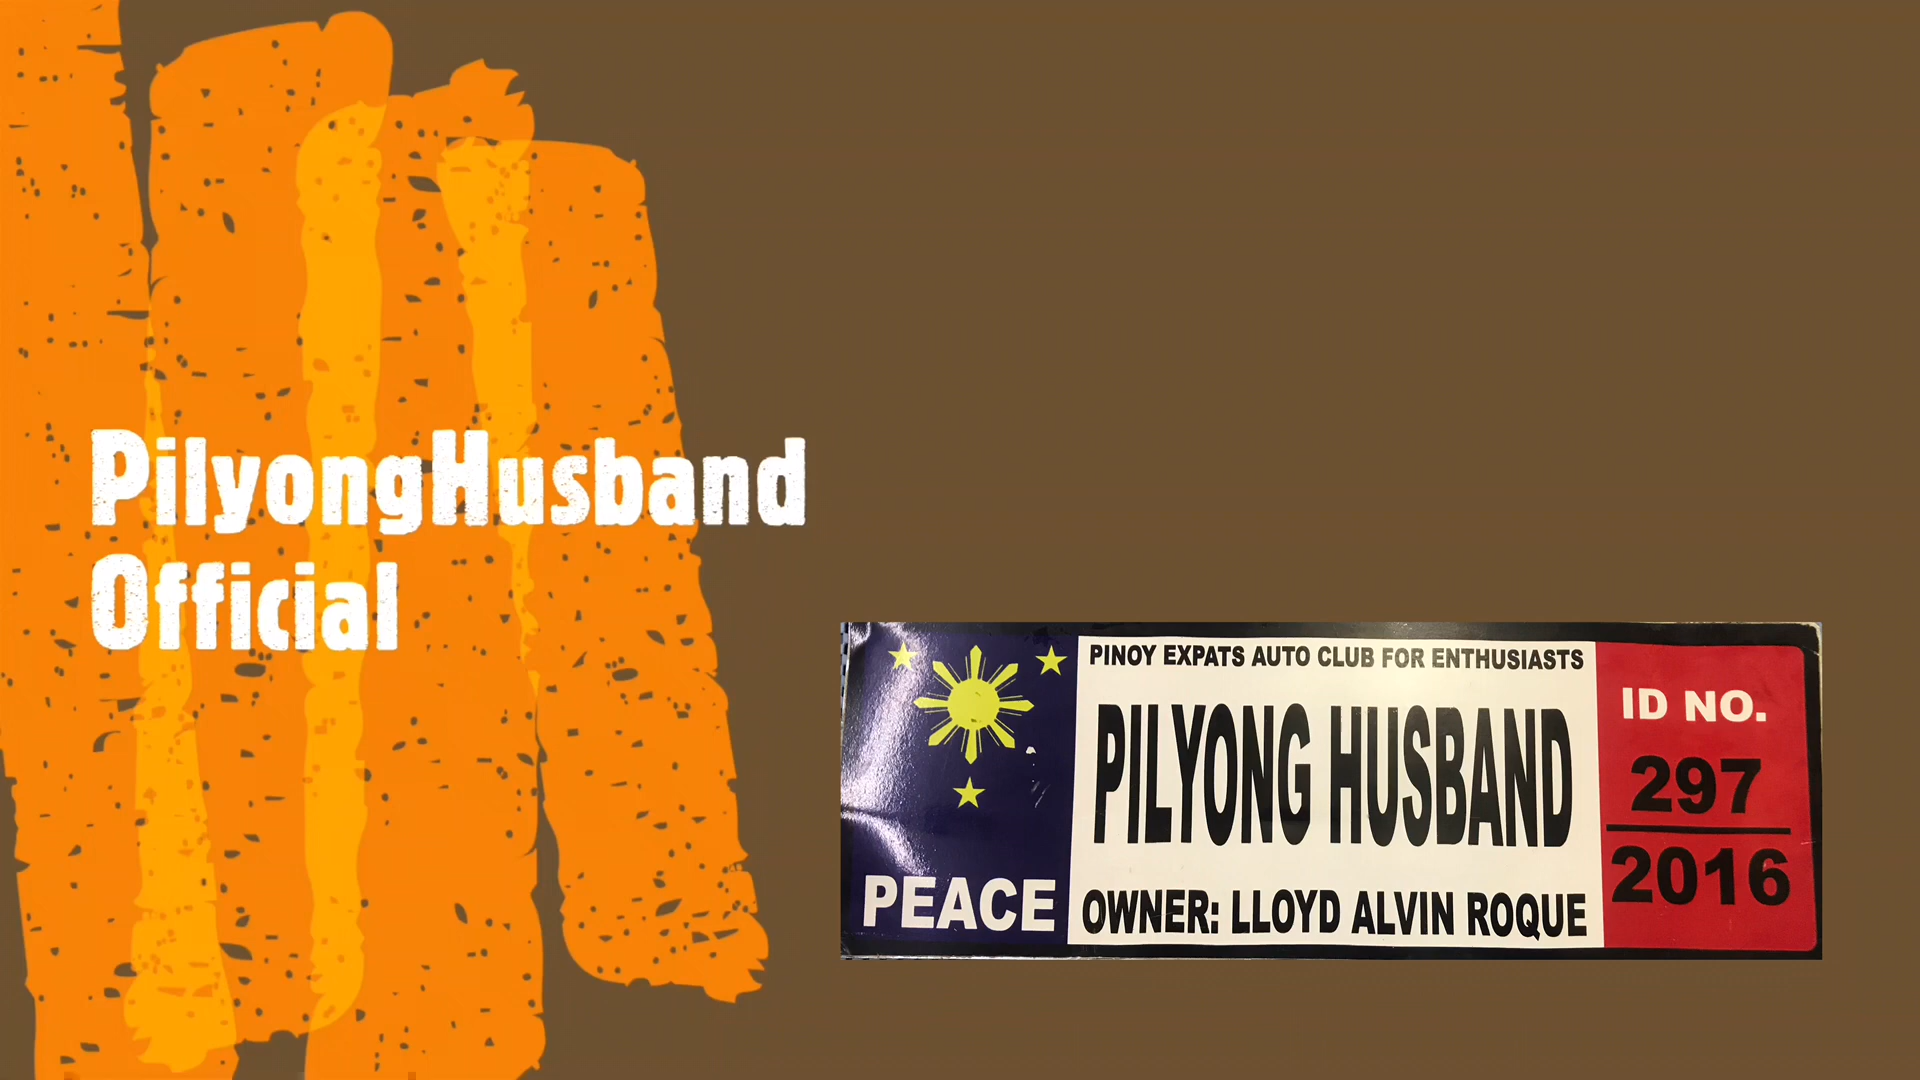 PilyongHusband
Official
PINOY EXPATS AUTO CLUB FOR ENTHUSIASTS
PILYONG HUSBAND
OWNER: LLOYD ALVIN ROQUE
PEACE
ID NO.
297
2016